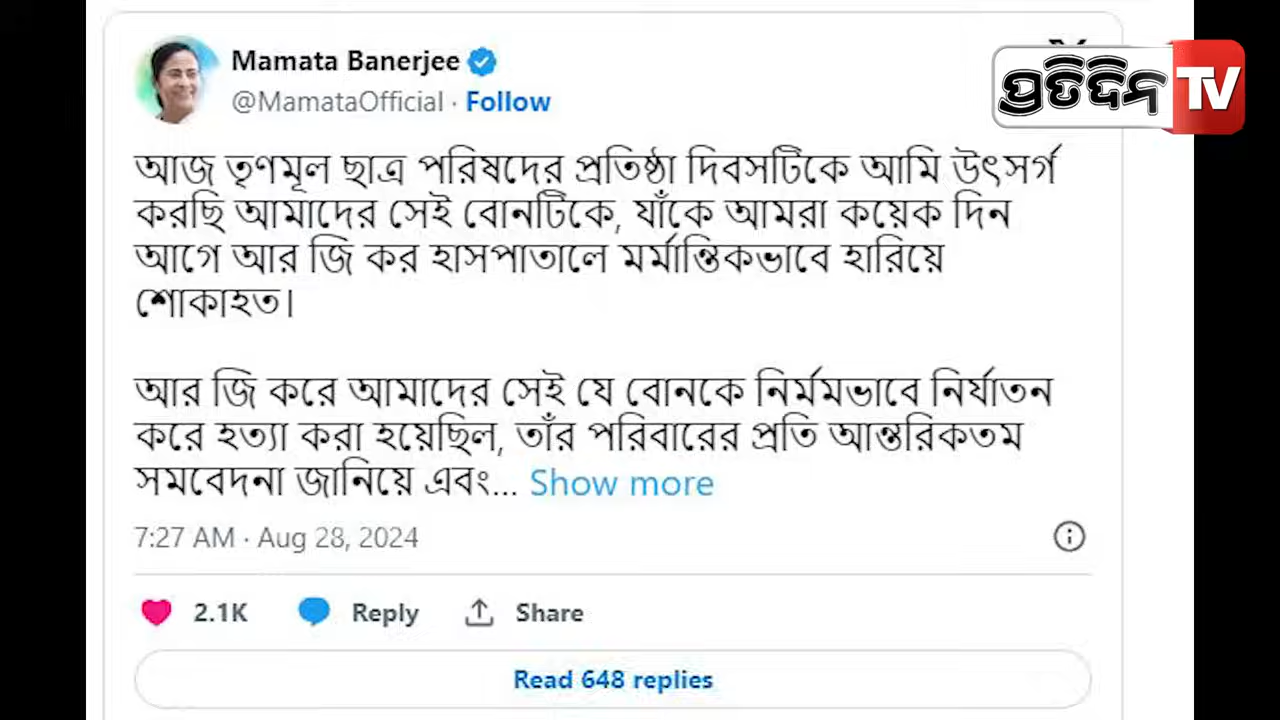 Mamata Banerjee
@MamataOfficial · Follow
ପ୍ରତିଦିନ TV
আজ তৃণমূল ছাত্র পরিষদের প্রতিষ্ঠা দিবসটিকে আমি উৎসর্গ
করছি আমাদের সেই বোনটিকে, যাঁকে আমরা কয়েক দিন
আগে আর জি কর হাসপাতালে মর্মান্তিকভাবে হারিয়ে
শোকাহত।
আর জি করে আমাদের সেই যে বোনকে নির্মমভাবে নির্যাতন
করে হত্যা করা হয়েছিল, তাঁর পরিবারের প্রতি আন্তরিকতম
সমবেদনা জানিয়ে এবং... Show more
7:27 AM · Aug 28, 2024
2.1K Reply Share
Read 648 replies